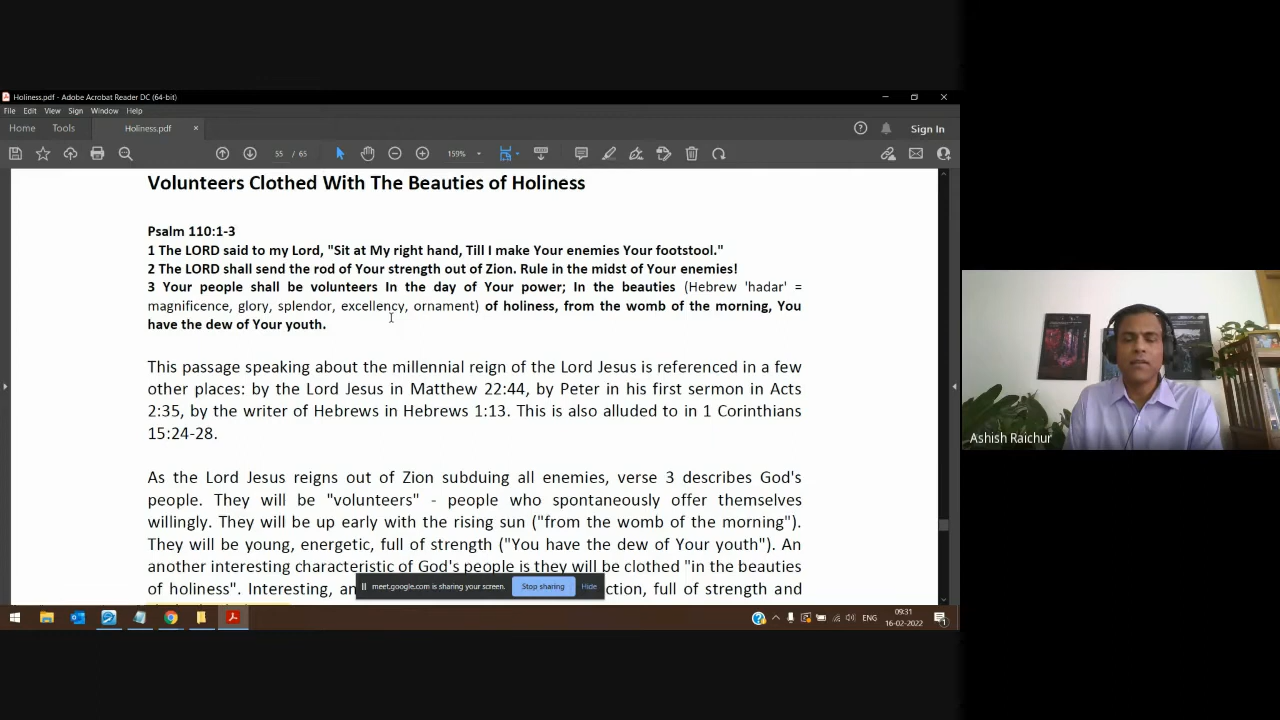 Holiness.pdf - Adobe Acrobat Reader DC (64-bit)
File Edit View Sign Window Help
Home Tools Holiness.pdf × Sign In
55 / 65 159%
Volunteers Clothed With The Beauties of Holiness
Psalm 110:1-3
1 The LORD said to my Lord, "Sit at My right hand, Till I make Your enemies Your footstool."
2 The LORD shall send the rod of Your strength out of Zion. Rule in the midst of Your enemies!
3 Your people shall be volunteers In the day of Your power; In the beauties (Hebrew 'hadar' =
magnificence, glory, splendor, excellency, ornament) of holiness, from the womb of the morning, You
have the dew of Your youth.
This passage speaking about the millennial reign of the Lord Jesus is referenced in a few
other places: by the Lord Jesus in Matthew 22:44, by Peter in his first sermon in Acts
2:35, by the writer of Hebrews in Hebrews 1:13. This is also alluded to in 1 Corinthians
15:24-28.
As the Lord Jesus reigns out of Zion subduing all enemies, verse 3 describes God's
people. They will be "volunteers" - people who spontaneously offer themselves
willingly. They will be up early with the rising sun ("from the womb of the morning").
They will be young, energetic, full of strength ("You have the dew of Your youth"). An
another interesting characteristic of God's people is they will be clothed "in the beauties
of holiness". Interesting, an ction, full of strength and
meet.google.com is sharing your screen. Stop sharing Hide
Ashish Raichur
ENG 09:31
16-02-2022